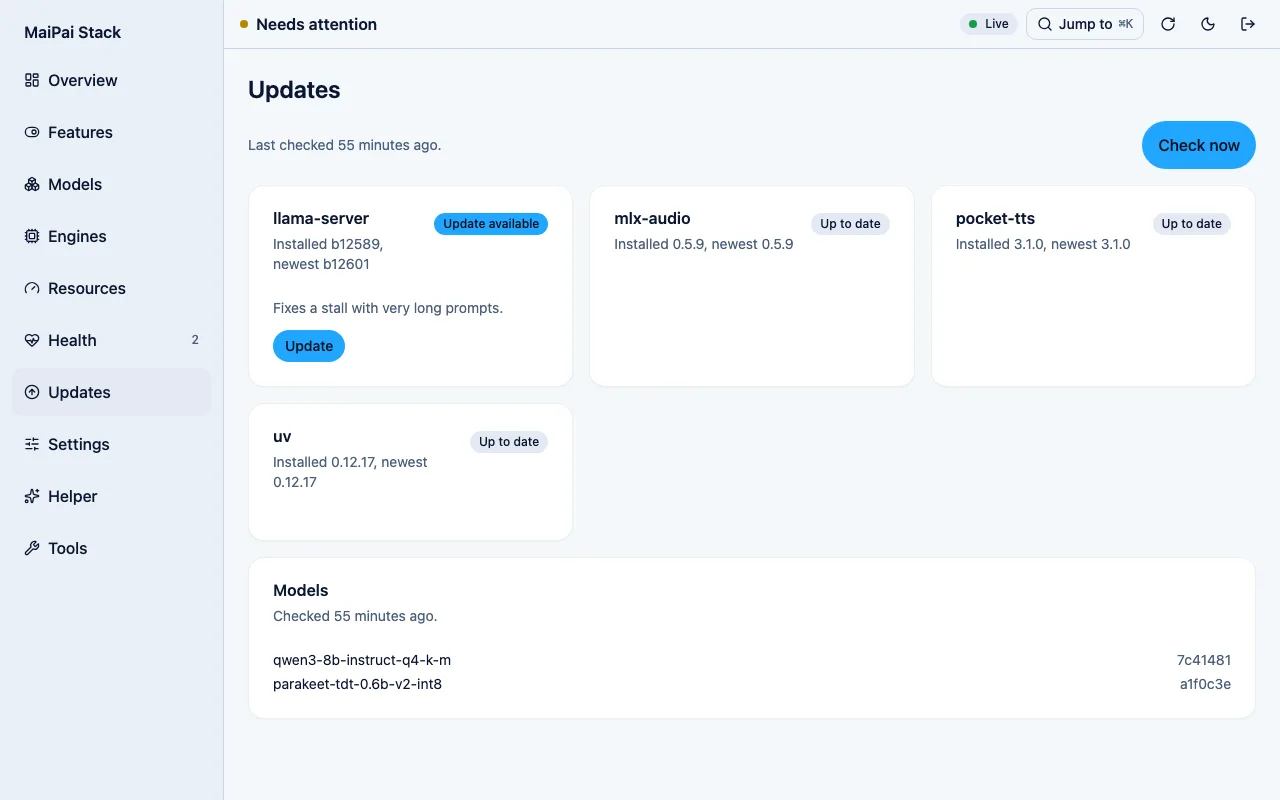 MaiPai Stack
Overview
Features
Models
Engines
Resources
Health 2
Updates
Settings
Helper
Tools
Needs attention
Live
Jump to ⌘K
Updates
Last checked 55 minutes ago.
Check now
llama-server
Update available
Installed b12589,
newest b12601
Fixes a stall with very long prompts.
Update
mlx-audio
Up to date
Installed 0.5.9, newest 0.5.9
pocket-tts
Up to date
Installed 3.1.0, newest 3.1.0
uv
Up to date
Installed 0.12.17, newest
0.12.17
Models
Checked 55 minutes ago.
qwen3-8b-instruct-q4-k-m 7c41481
parakeet-tdt-0.6b-v2-int8 a1f0c3e